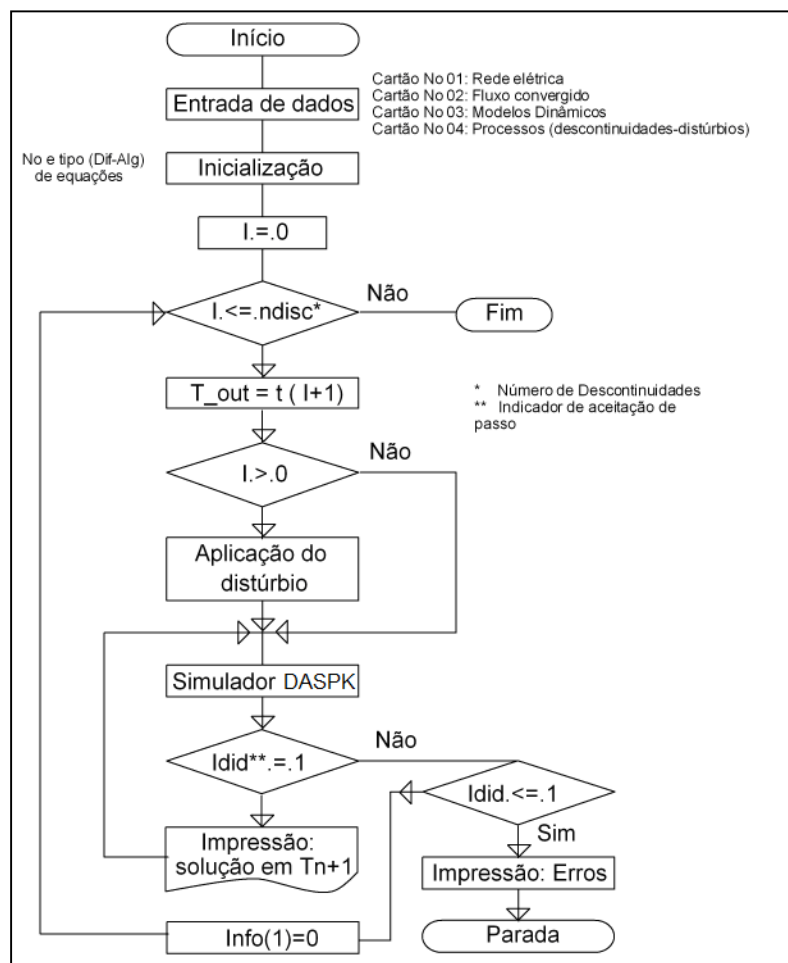 Início
Entrada de dados
Cartão No 01: Rede elétrica
Cartão No 02: Fluxo convergido
Cartão No 03: Modelos Dinâmicos
Cartão No 04: Processos (descontinuidades-distúrbios)
No e tipo (Dif-Alg)
de equações
Inicialização
I.=.0
I.<=.ndisc*
Não
Fim
T_out = t ( I+1)
* Número de Descontinuidades
** Indicador de aceitação de
passo
I.>.0
Não
Aplicação do
distúrbio
Simulador DASPK
Idid**.=.1
Não
Idid.<=.1
Sim
Impressão:
solução em Tn+1
Impressão: Erros
Info(1)=0
Parada